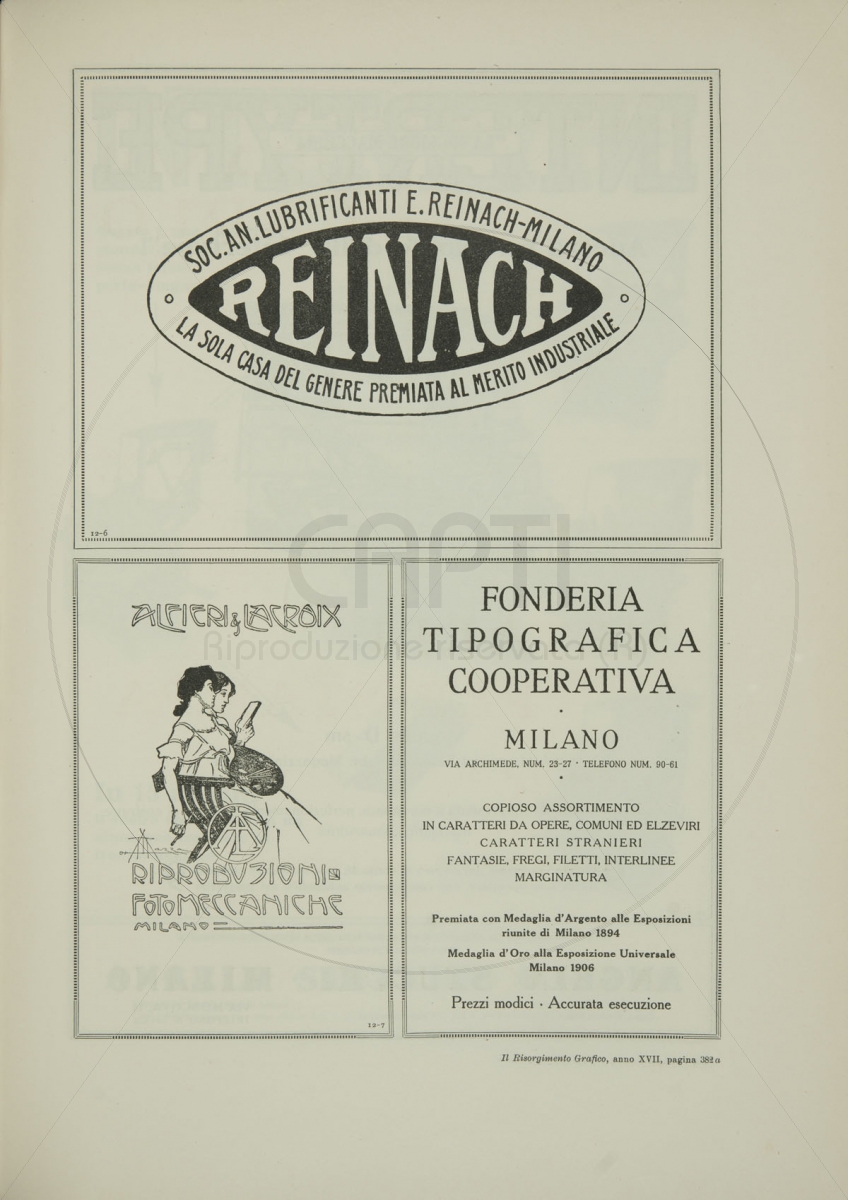 SOC. AN. LUBRIFICANTI E. REINACH-MILANO
REINACH
LA SOLA CASA DEL GENERE PREMIATA AL MERITO INDUSTRIALE
12-6
CAPTI
Riproduzione riservata
ALFIERI & LACROIX
RIPRODUZIONI
FOTOMECCANICHE
MILANO
12-7
FONDERIA
TIPOGRAFICA
COOPERATIVA
MILANO
VIA ARCHIMEDE, NUM. 23-27 · TELEFONO NUM. 90-61
COPIOSO ASSORTIMENTO
IN CARATTERI DA OPERE, COMUNI ED ELZEVIRI
CARATTERI STRANIERI
FANTASIE, FREGI, FILETTI, INTERLINEE
MARGINATURA
Premiata con Medaglia d'Argento alle Esposizioni
riunite di Milano 1894
Medaglia d'Oro alla Esposizione Universale
Milano 1906
Prezzi modici · Accurata esecuzione
Il Risorgimento Grafico, anno XVII, pagina 382 a